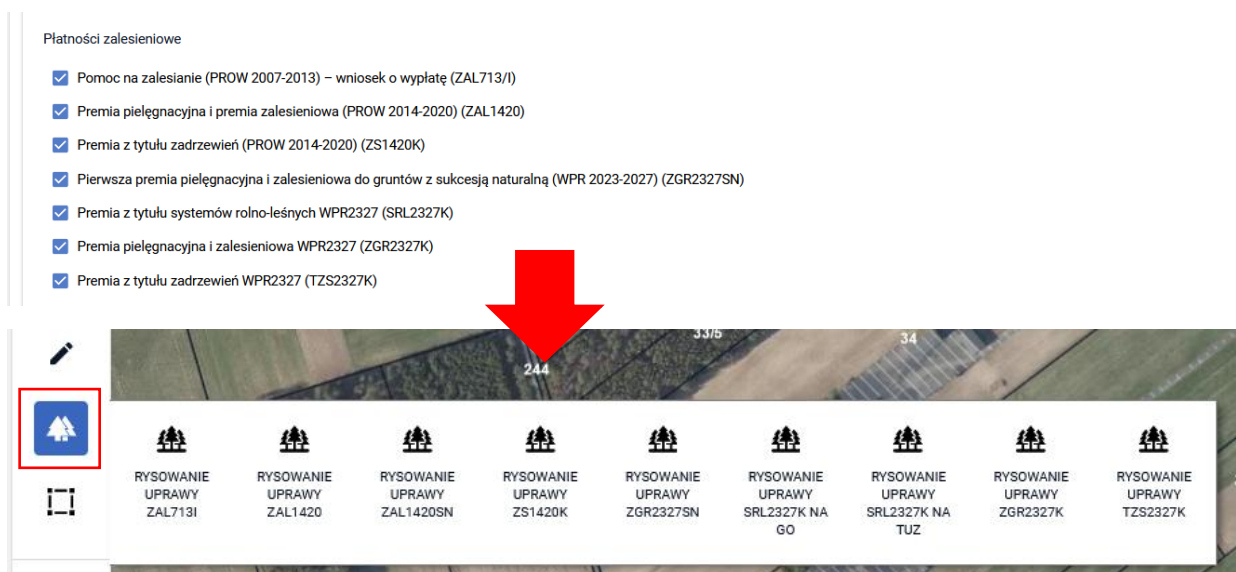 Płatności zalesieniowe
Pomoc na zalesianie (PROW 2007-2013) – wniosek o wypłatę (ZAL713/I)
Premia pielęgnacyjna i premia zalesieniowa (PROW 2014-2020) (ZAL1420)
Premia z tytułu zadrzewień (PROW 2014-2020) (ZS1420K)
Pierwsza premia pielęgnacyjna i zalesieniowa do gruntów z sukcesją naturalną (WPR 2023-2027) (ZGR2327SN)
Premia z tytułu systemów rolno-leśnych WPR2327 (SRL2327K)
Premia pielęgnacyjna i zalesieniowa WPR2327 (ZGR2327K)
Premia z tytułu zadrzewień WPR2327 (TZS2327K)
33/5
34
244
RYSOWANIE
UPRAWY
ZAL713I
RYSOWANIE
UPRAWY
ZAL1420
RYSOWANIE
UPRAWY
ZAL1420SN
RYSOWANIE
UPRAWY
ZS1420K
RYSOWANIE
UPRAWY
ZGR2327SN
RYSOWANIE
UPRAWY
SRL2327K NA
GO
RYSOWANIE
UPRAWY
SRL2327K NA
TUZ
RYSOWANIE
UPRAWY
ZGR2327K
RYSOWANIE
UPRAWY
TZS2327K